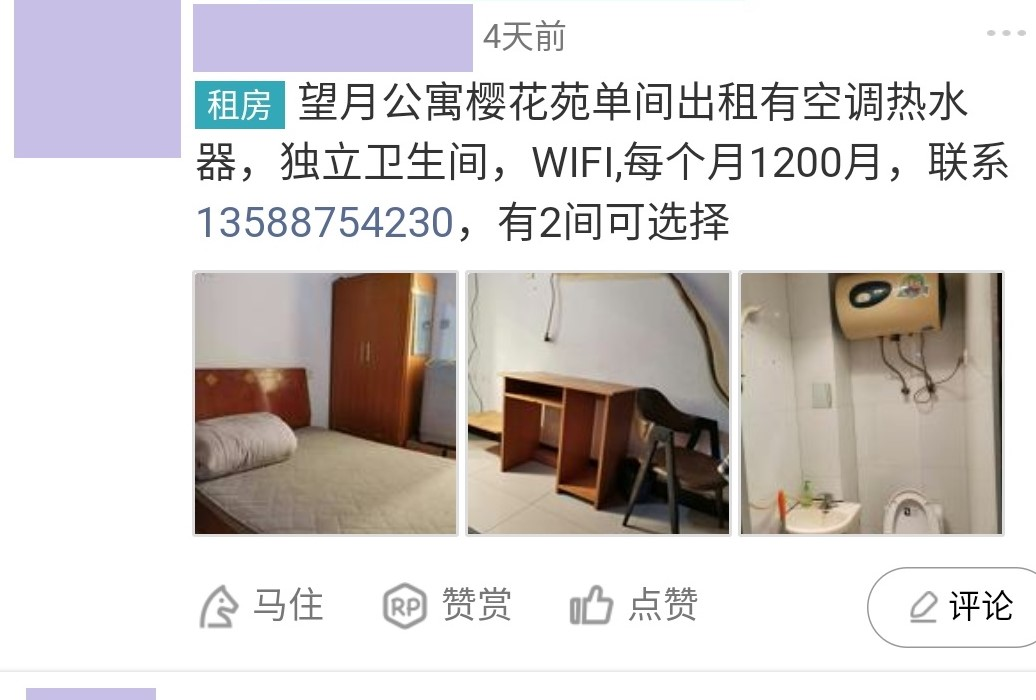 4天前
租房 望月公寓樱花苑单间出租有空调热水
器，独立卫生间，WIFI,每个月1200月，联系
13588754230，有2间可选择
马住 RP 赞赏 点赞 评论